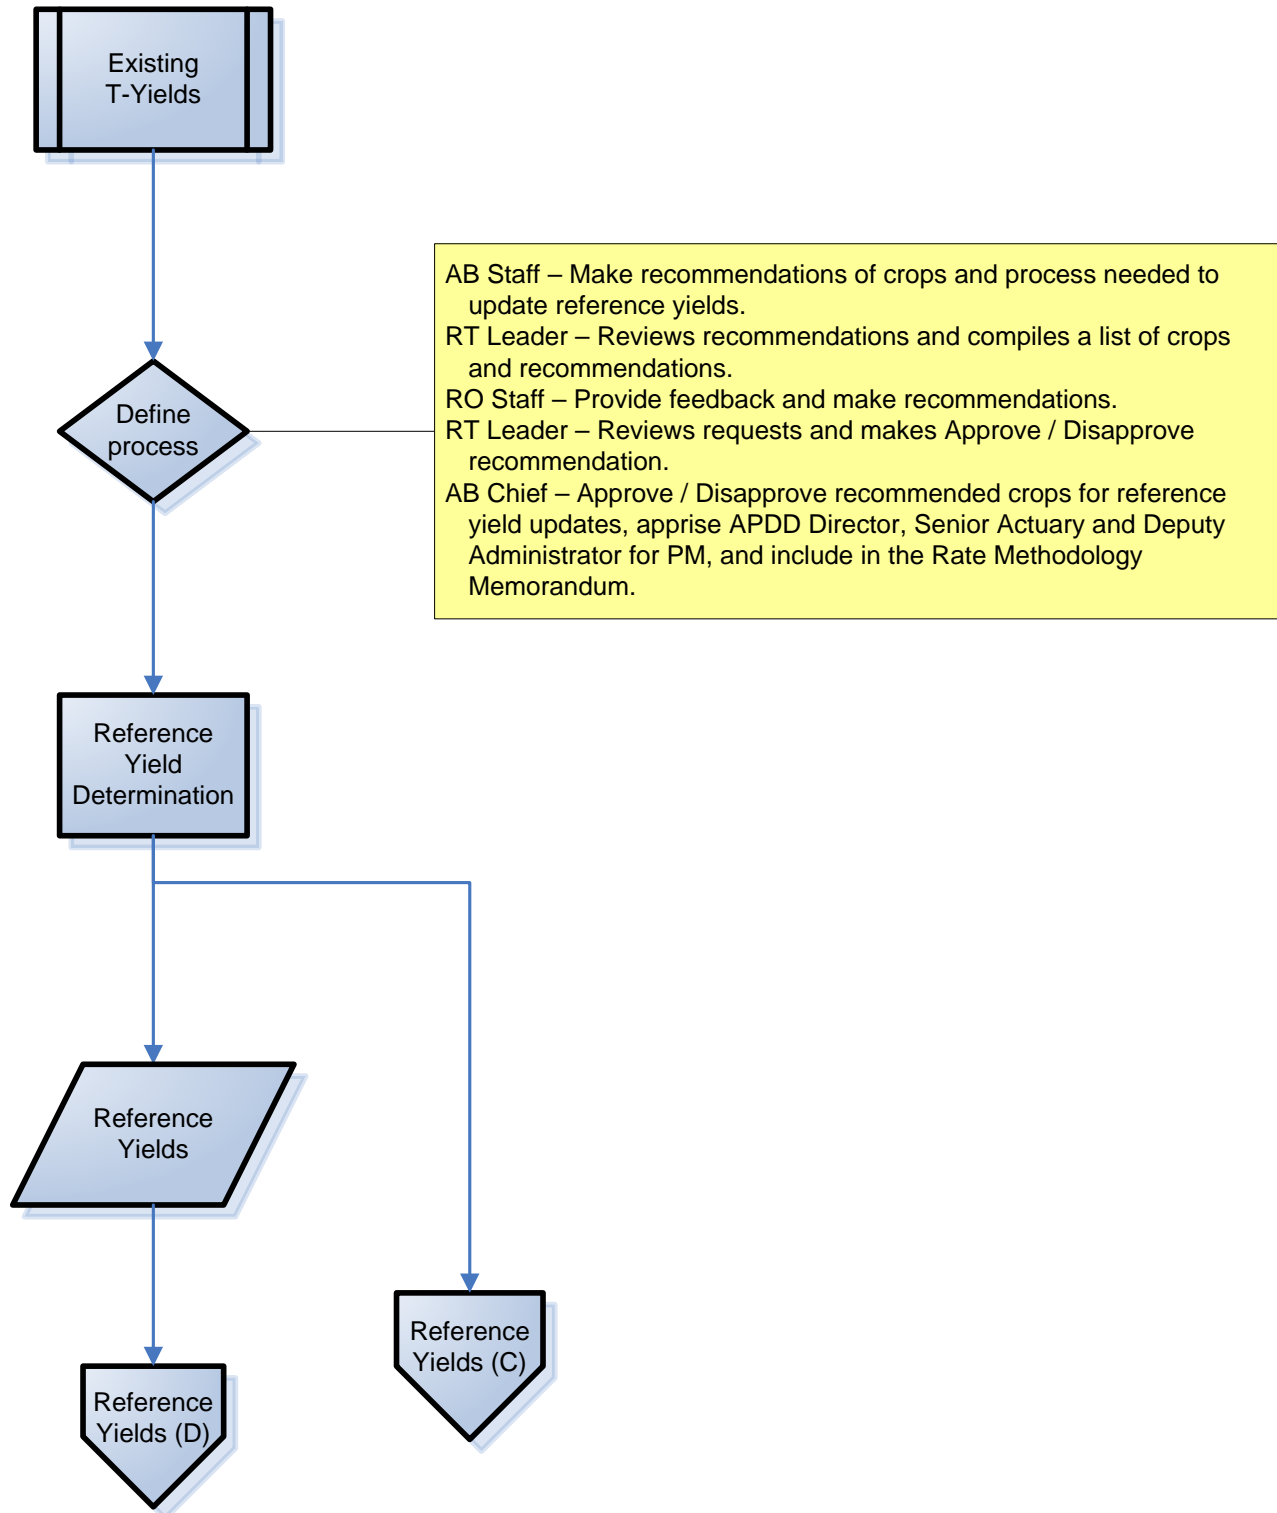 Existing
T-Yields
AB Staff – Make recommendations of crops and process needed to
update reference yields.
RT Leader – Reviews recommendations and compiles a list of crops
and recommendations.
RO Staff – Provide feedback and make recommendations.
RT Leader – Reviews requests and makes Approve / Disapprove
recommendation.
AB Chief – Approve / Disapprove recommended crops for reference
yield updates, apprise APDD Director, Senior Actuary and Deputy
Administrator for PM, and include in the Rate Methodology
Memorandum.
Define
process
Reference
Yield
Determination
Reference
Yields
Reference
Yields (C)
Reference
Yields (D)